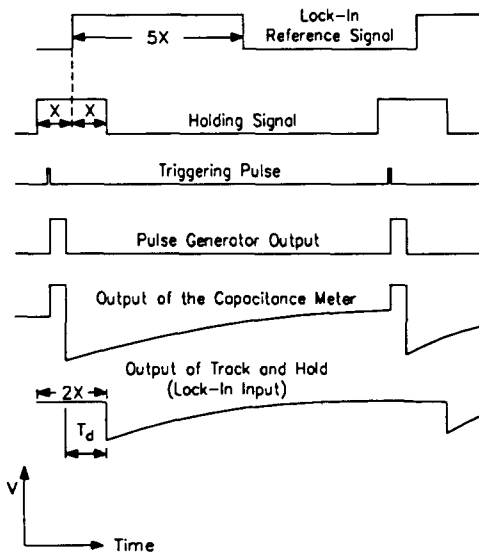 Lock-In
Reference Signal
5X
X X
Holding Signal
Triggering Pulse
Pulse Generator Output
Output of the Capacitance Meter
Output of Track and Hold
(Lock-In Input)
2X
Td
V
Time